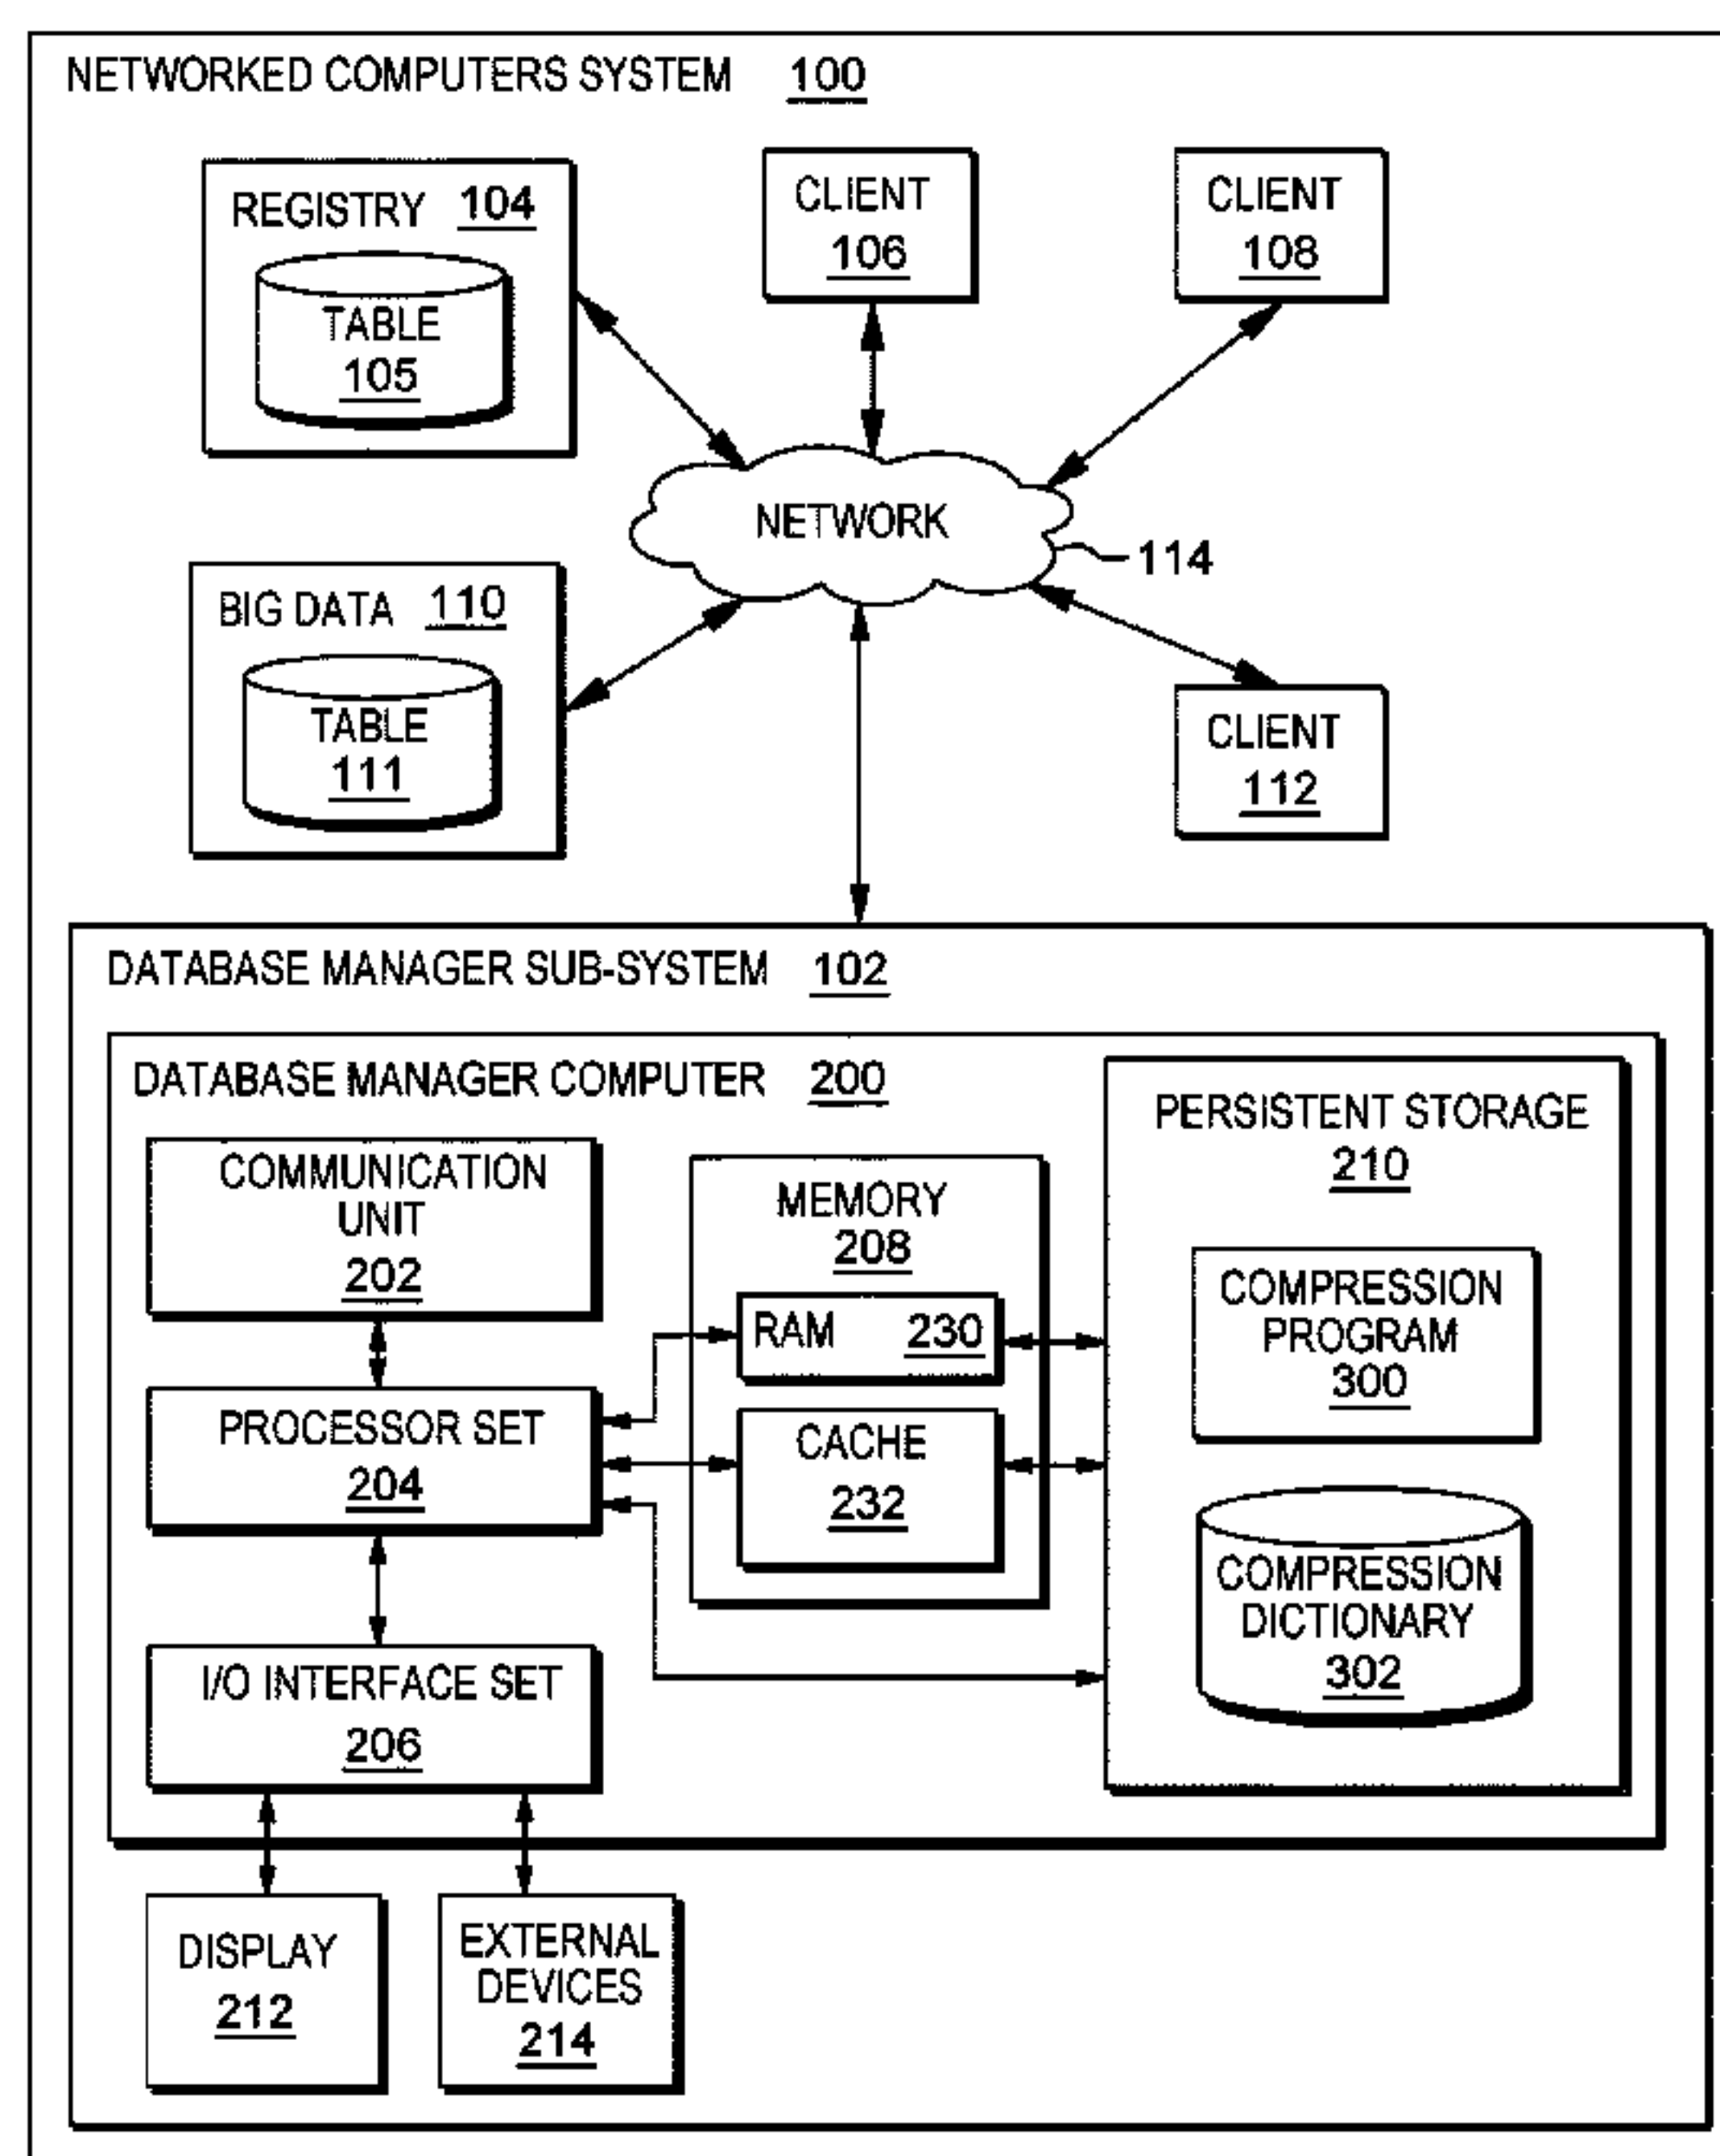 NETWORKED COMPUTERS SYSTEM 100
REGISTRY 104
TABLE
105
CLIENT
106
CLIENT
108
NETWORK
114
BIG DATA 110
TABLE
111
CLIENT
112
DATABASE MANAGER SUB-SYSTEM 102
DATABASE MANAGER COMPUTER 200
COMMUNICATION
UNIT
202
PROCESSOR SET
204
I/O INTERFACE SET
206
MEMORY
208
RAM 230
CACHE
232
PERSISTENT STORAGE
210
COMPRESSION
PROGRAM
300
COMPRESSION
DICTIONARY
302
DISPLAY
212
EXTERNAL
DEVICES
214